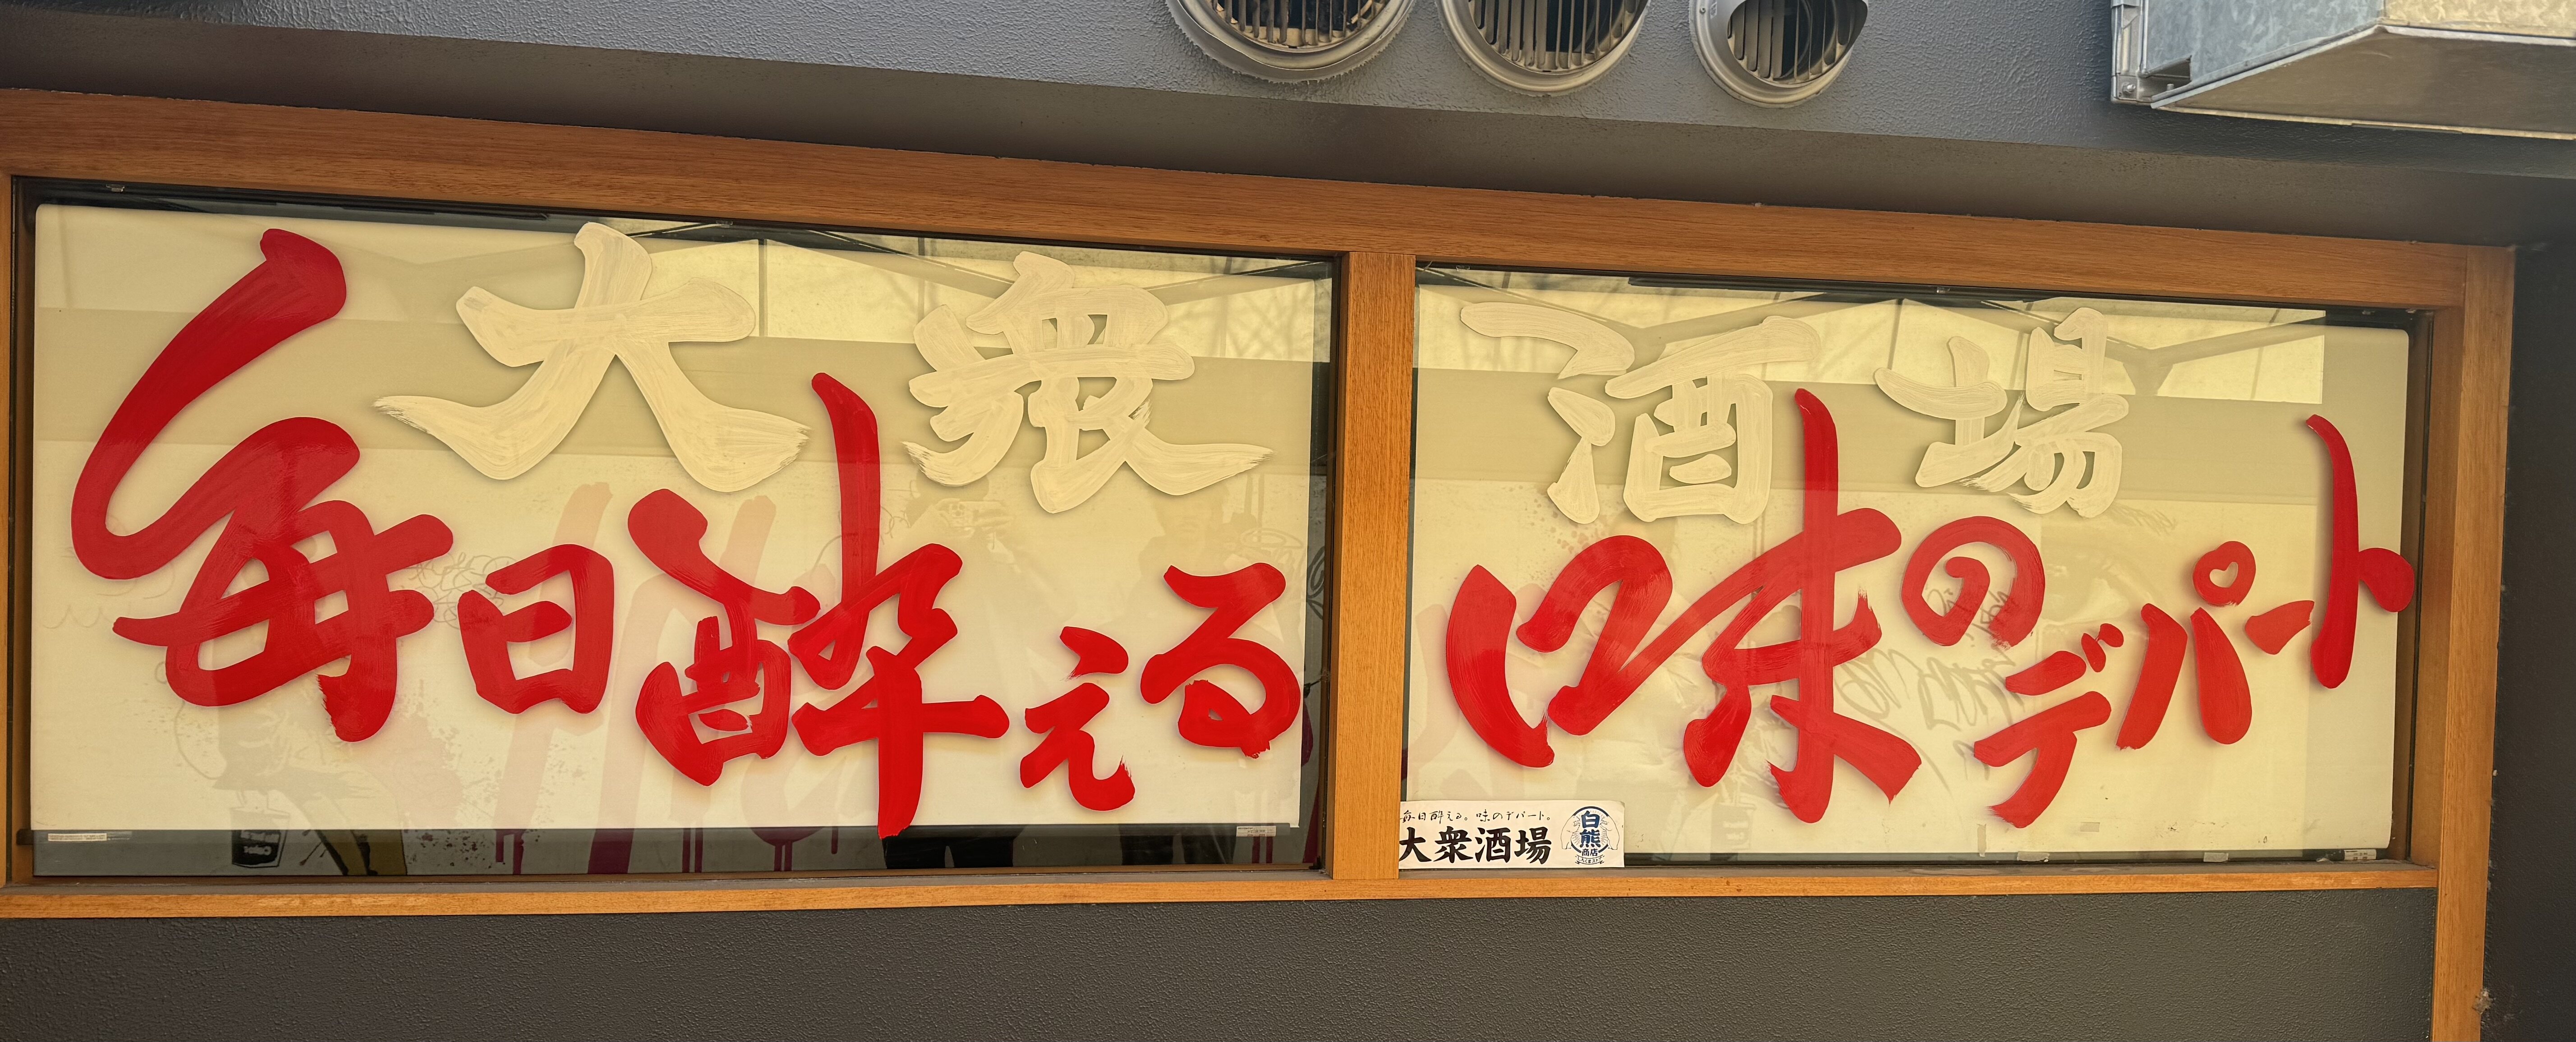 大衆酒場
毎日酔える
味のデパート
毎日酔える。味のデパート。
大衆酒場
白熊
商店